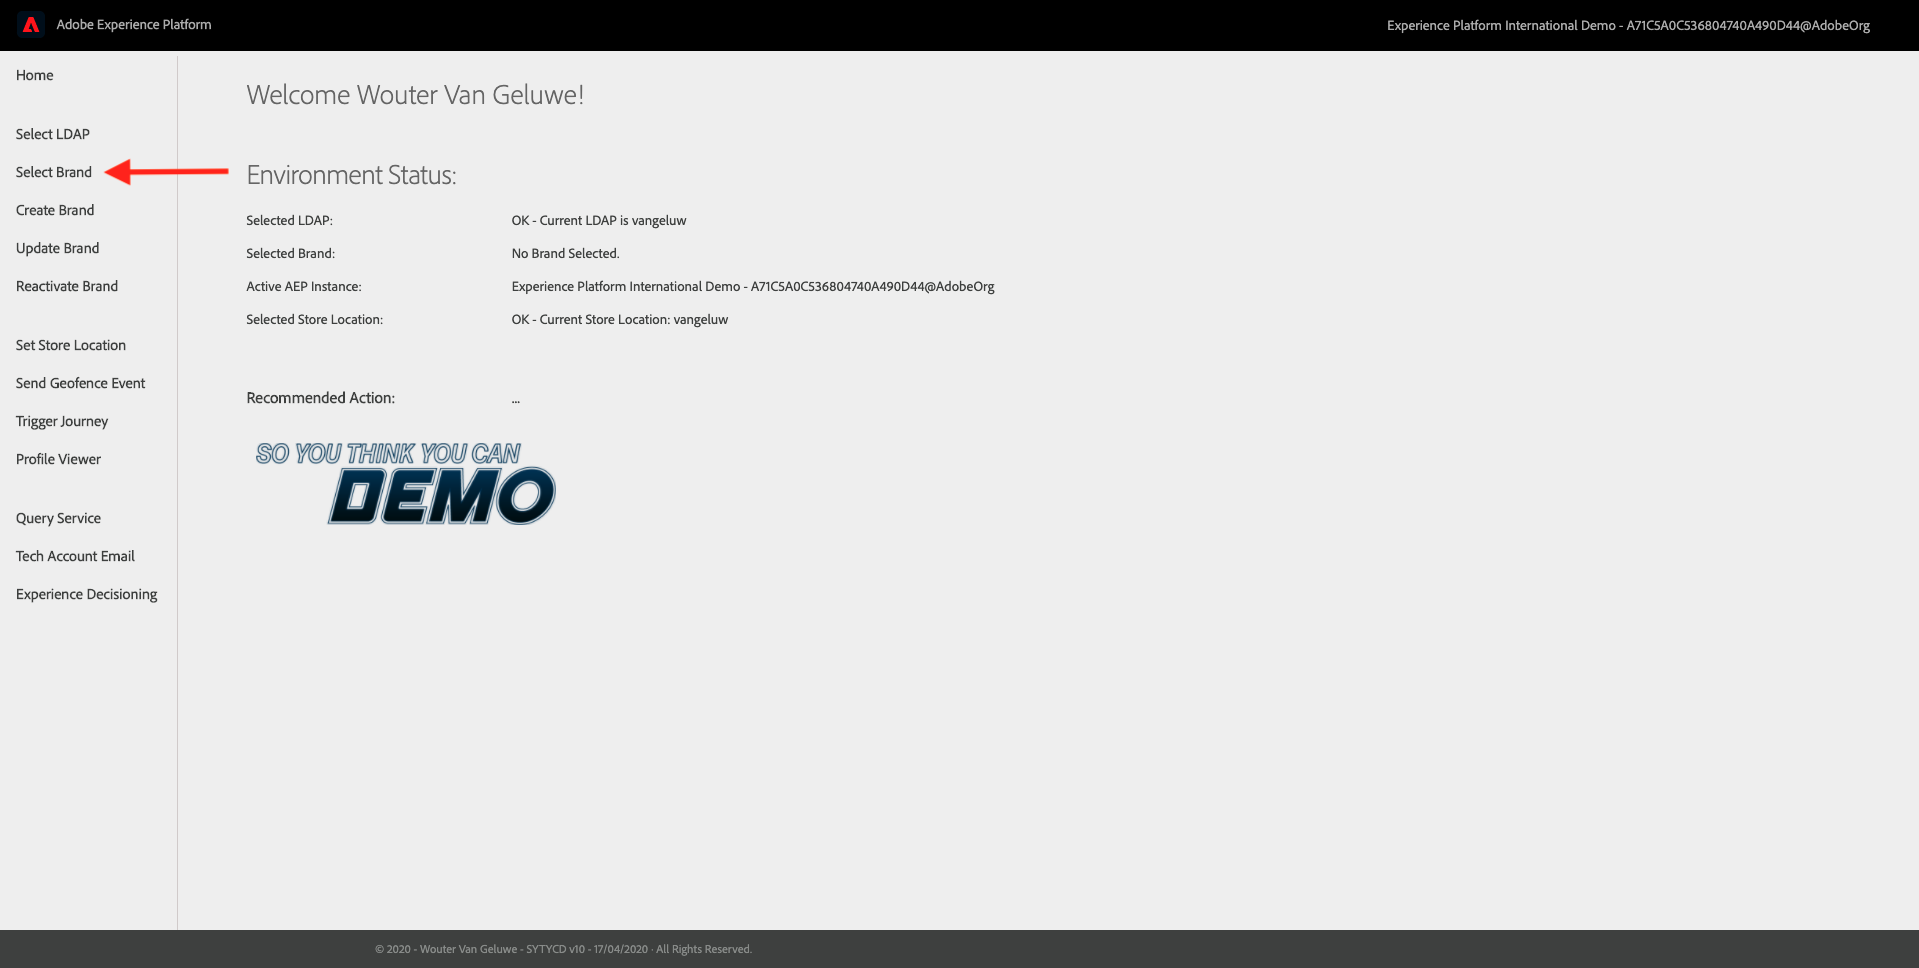 Adobe Experience Platform
Experience Platform International Demo - A71C5A0C536804740A490D44@AdobeOrg
Home
Select LDAP
Select Brand
Create Brand
Update Brand
Reactivate Brand
Set Store Location
Send Geofence Event
Trigger Journey
Profile Viewer
Query Service
Tech Account Email
Experience Decisioning
Welcome Wouter Van Geluwe!
Environment Status:
Selected LDAP: OK - Current LDAP is vangeluw
Selected Brand: No Brand Selected.
Active AEP Instance: Experience Platform International Demo - A71C5A0C536804740A490D44@AdobeOrg
Selected Store Location: OK - Current Store Location: vangeluw
Recommended Action: ...
SO YOU THINK YOU CAN
DEMO
© 2020 - Wouter Van Geluwe - SYTYCD v10 - 17/04/2020 · All Rights Reserved.